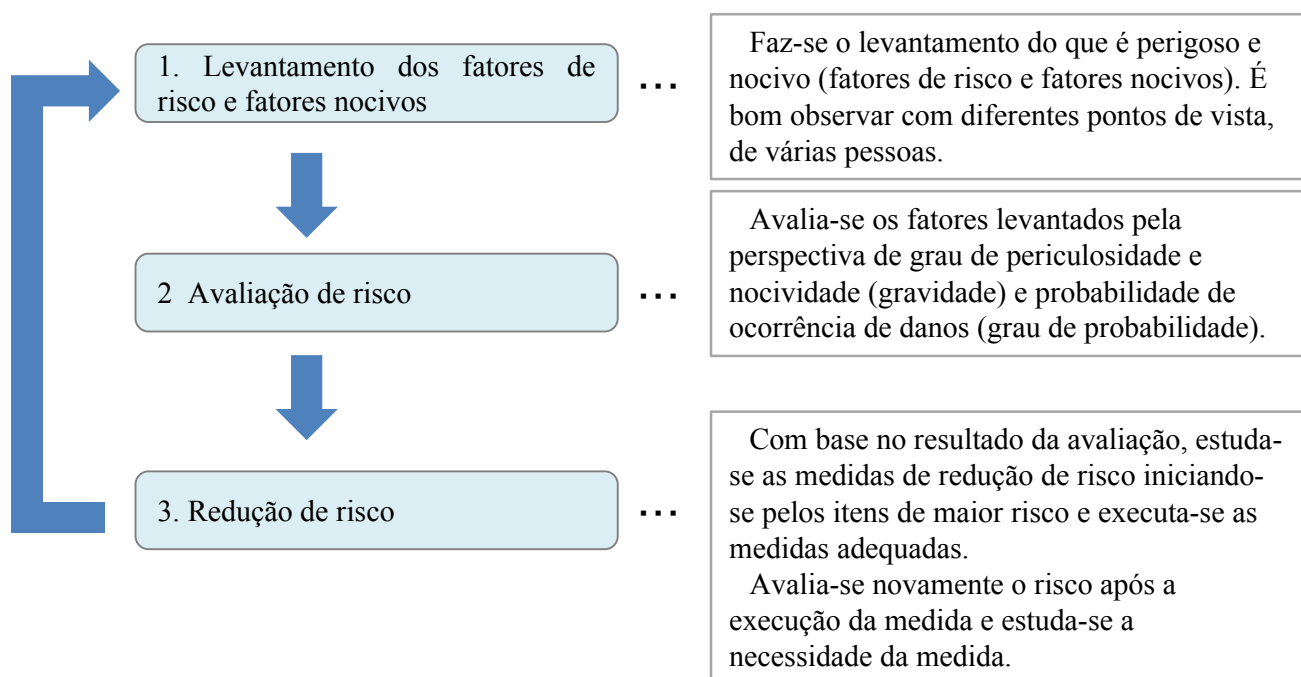 1. Levantamento dos fatores de
risco e fatores nocivos
...
Faz-se o levantamento do que é perigoso e
nocivo (fatores de risco e fatores nocivos). É
bom observar com diferentes pontos de vista,
de várias pessoas.
2 Avaliação de risco
...
Avalia-se os fatores levantados pela
perspectiva de grau de periculosidade e
nocividade (gravidade) e probabilidade de
ocorrência de danos (grau de probabilidade).
3. Redução de risco
...
Com base no resultado da avaliação, estuda-
se as medidas de redução de risco iniciando-
se pelos itens de maior risco e executa-se as
medidas adequadas.
Avalia-se novamente o risco após a
execução da medida e estuda-se a
necessidade da medida.